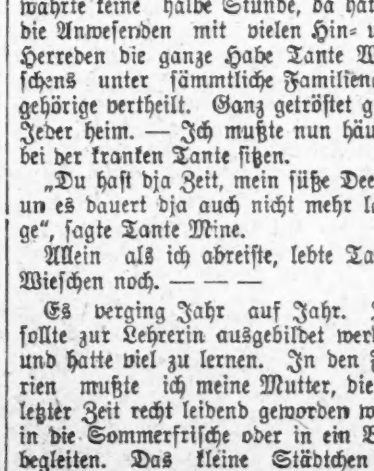 währte keine halbe Stunde, da hat
die Anwesenden mit vielen Hin- u
Herreden die ganze Habe Tante W
schens unter sämmtliche Familiena
gehörige vertheilt. Ganz getröstet g
Jeder heim. — Ich mußte nun häu
bei der kranken Tante sitzen.
„Du hast dja Zeit, mein süße Dee
un es dauert dja auch nicht mehr la
ge“, sagte Tante Mine.
Allein als ich abreiste, lebte Ta
Wieschen noch. — — —
Es verging Jahr auf Jahr.
sollte zur Lehrerin ausgebildet werd
und hatte viel zu lernen. In den F
rien mußte ich meine Mutter, die
letzter Zeit recht leidend geworden w
in die Sommerfrische oder in ein B
begleiten. Das kleine Städtchen